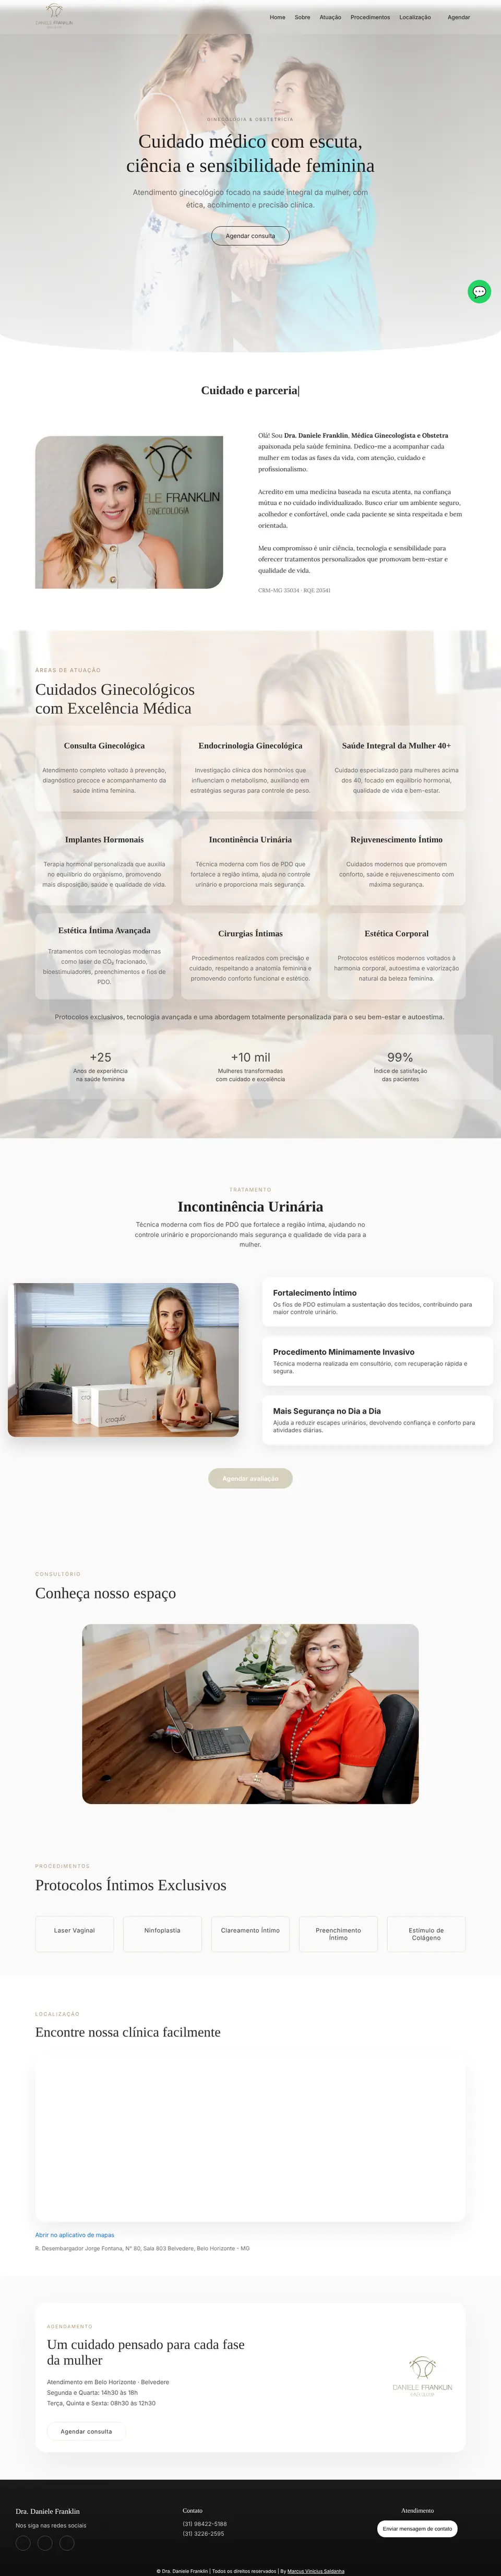 DANIELE FRANKLIN
Home Sobre Atuação Procedimentos Localização Agendar
GINECOLOGIA & OBSTETRÍCIA
Cuidado médico com escuta,
ciência e sensibilidade feminina
Atendimento ginecológico focado na saúde integral da mulher, com
ética, acolhimento e precisão clínica.
Agendar consulta
Cuidado e parceria|
Olá! Sou Dra. Daniele Franklin, Médica Ginecologista e Obstetra
apaixonada pela saúde feminina. Dedico-me a acompanhar cada
mulher em todas as fases da vida, com atenção, cuidado e
profissionalismo.
Acredito em uma medicina baseada na escuta atenta, na confiança
mútua e no cuidado individualizado. Busco criar um ambiente seguro,
acolhedor e confortável, onde cada paciente se sinta respeitada e bem
orientada.
Meu compromisso é unir ciência, tecnologia e sensibilidade para
oferecer tratamentos personalizados que promovam bem-estar e
qualidade de vida.
CRM-MG 35034 · RQE 20541
ELE FRANKLIN
GINECOLOGIA
ÁREAS DE ATUAÇÃO
Cuidados Ginecológicos
com Excelência Médica
Consulta Ginecológica
Atendimento completo voltado à prevenção,
diagnóstico precoce e acompanhamento da
saúde íntima feminina.
Endocrinologia Ginecológica
Investigação clínica dos hormônios que
influenciam o metabolismo, auxiliando em
estratégias seguras para controle de peso.
Saúde Integral da Mulher 40+
Cuidado especializado para mulheres acima
dos 40, focado em equilíbrio hormonal,
qualidade de vida e bem-estar.
Implantes Hormonais
Terapia hormonal personalizada que auxilia
no equilíbrio do organismo, promovendo
mais disposição, saúde e qualidade de vida.
Incontinência Urinária
Técnica moderna com fios de PDO que
fortalece a região íntima, ajuda no controle
urinário e proporciona mais segurança.
Rejuvenescimento Íntimo
Cuidados modernos que promovem
conforto, saúde e rejuvenescimento com
máxima segurança.
Estética Íntima Avançada
Tratamentos com tecnologias modernas
como laser de CO₂ fracionado,
bioestimuladores, preenchimentos e fios de
PDO.
Cirurgias Íntimas
Procedimentos realizados com precisão e
cuidado, respeitando a anatomia feminina e
promovendo conforto funcional e estético.
Estética Corporal
Protocolos estéticos modernos voltados à
harmonia corporal, autoestima e valorização
natural da beleza feminina.
Protocolos exclusivos, tecnologia avançada e uma abordagem totalmente personalizada para o seu bem-estar e autoestima.
+25
Anos de experiência
na saúde feminina
+10 mil
Mulheres transformadas
com cuidado e excelência
99%
Índice de satisfação
das pacientes
TRATAMENTO
Incontinência Urinária
Técnica moderna com fios de PDO que fortalece a região íntima, ajudando no
controle urinário e proporcionando mais segurança e qualidade de vida para a
mulher.
croquis
Fortalecimento Íntimo
Os fios de PDO estimulam a sustentação dos tecidos, contribuindo para
maior controle urinário.
Procedimento Minimamente Invasivo
Técnica moderna realizada em consultório, com recuperação rápida e
segura.
Mais Segurança no Dia a Dia
Ajuda a reduzir escapes urinários, devolvendo confiança e conforto para
atividades diárias.
Agendar avaliação
CONSULTÓRIO
Conheça nosso espaço
PROCEDIMENTOS
Protocolos Íntimos Exclusivos
Laser Vaginal
Ninfoplastia
Clareamento Íntimo
Preenchimento
Íntimo
Estímulo de
Colágeno
LOCALIZAÇÃO
Encontre nossa clínica facilmente
Abrir no aplicativo de mapas
R. Desembargador Jorge Fontana, N° 80, Sala 803 Belvedere, Belo Horizonte - MG
AGENDAMENTO
Um cuidado pensado para cada fase
da mulher
Atendimento em Belo Horizonte · Belvedere
Segunda e Quarta: 14h30 às 18h
Terça, Quinta e Sexta: 08h30 às 12h30
Agendar consulta
DANIELE FRANKLIN
GINECOLOGIA
Dra. Daniele Franklin
Nos siga nas redes sociais
Contato
(31) 98422-5188
(31) 3226-2595
Atendimento
Enviar mensagem de contato
© Dra. Daniele Franklin | Todos os direitos reservados | By Marcus Vinicius Saldanha